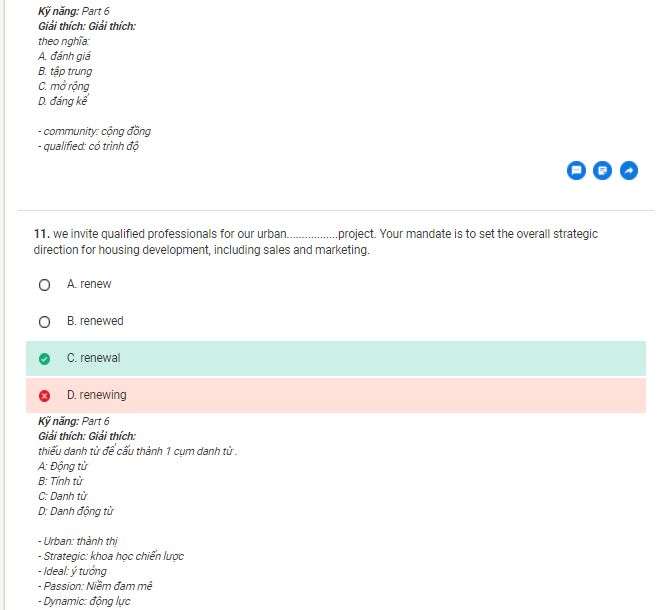 Kỹ năng: Part 6
Giải thích: Giải thích:
theo nghĩa:
A. đánh giá
B. tập trung
C. mở rộng
D. đáng kể
- community: cộng đồng
- qualified: có trình độ
11. we invite qualified professionals for our urban.................project. Your mandate is to set the overall strategic
direction for housing development, including sales and marketing.
A. renew
B. renewed
C. renewal
D. renewing
Kỹ năng: Part 6
Giải thích: Giải thích:
thiếu danh từ để cấu thành 1 cụm danh từ .
A: Động từ
B: Tính từ
C: Danh từ
D: Danh động từ
- Urban: thành thị
- Strategic: khoa học chiến lược
- Ideal: ý tưởng
- Passion: Niềm đam mê
- Dynamic: động lực